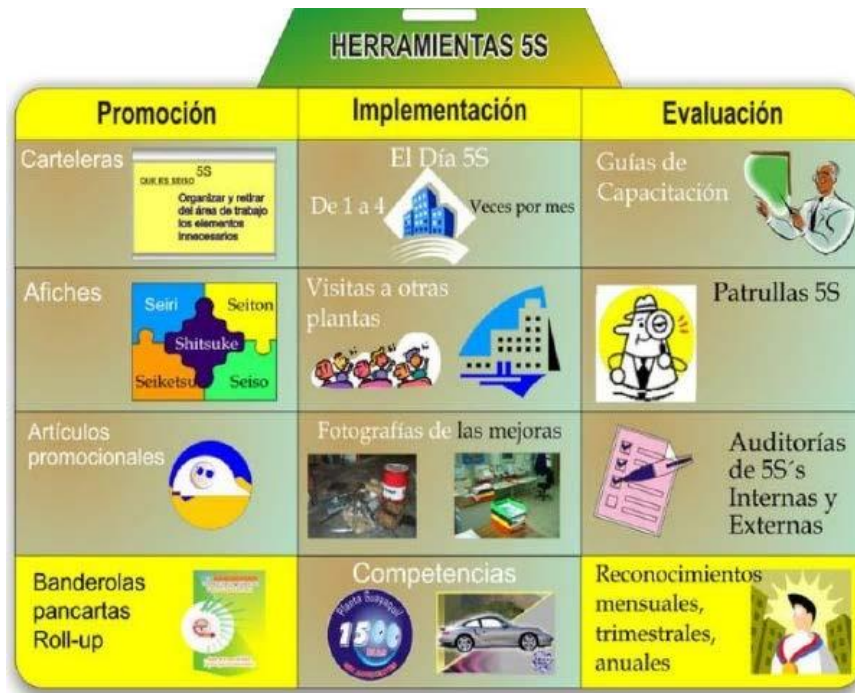 HERRAMIENTAS 5S
Promoción
Implementación
Evaluación
Carteleras
5S
QUE ES SEISO
Organizar y retirar
del área de trabajo
los elementos
innecesarios
El Día 5S
De 1 a 4
Veces por mes
Guías de
Capacitación
Afiches
Seiri
Seiton
Shitsuke
Seiketsu
Seiso
Visitas a otras
plantas
Patrullas 5S
Artículos
promocionales
Fotografías de las mejoras
Auditorías
de 5S´s
Internas y
Externas
Banderolas
pancartas
Roll-up
Competencias
Planta Guayaquil
1500
DIAS
Reconocimientos
mensuales,
trimestrales,
anuales